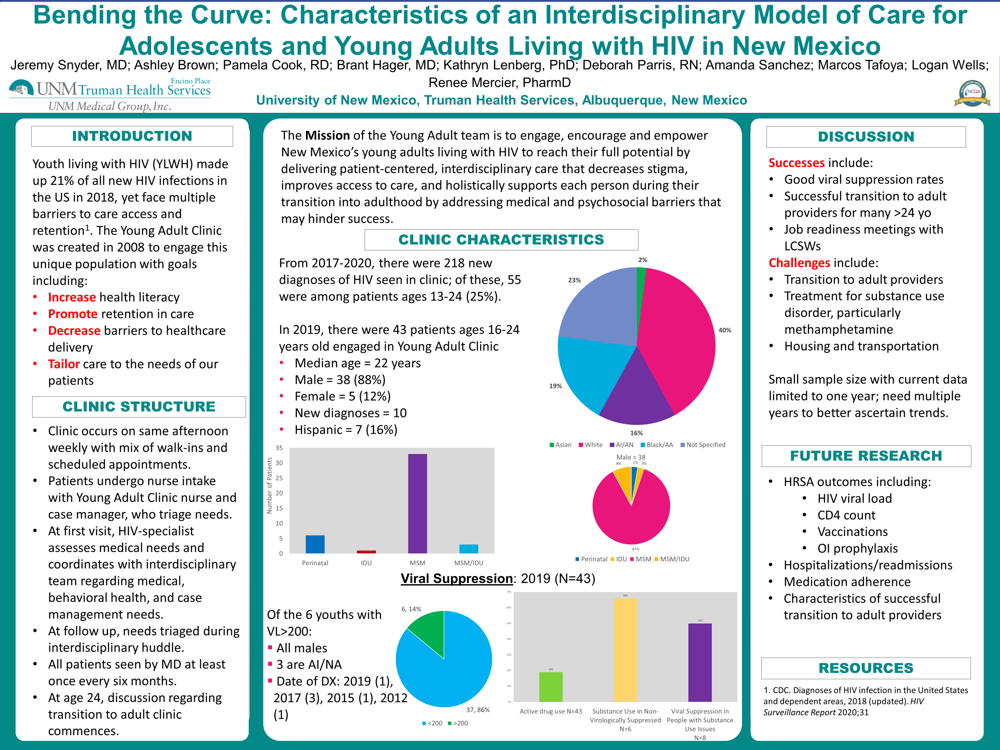 Bending the Curve: Characteristics of an Interdisciplinary Model of Care for
Adolescents and Young Adults Living with HIV in New Mexico
Jeremy Snyder, MD; Ashley Brown; Pamela Cook, RD; Brant Hager, MD; Kathryn Lenberg, PhD; Deborah Parris, RN; Amanda Sanchez; Marcos Tafoya; Logan Wells;
Renee Mercier, PharmD
University of New Mexico, Truman Health Services, Albuquerque, New Mexico
Encino Place
UNM Truman Health Services
UNM Medical Group, Inc.
NCQA
INTRODUCTION
Youth living with HIV (YLWH) made
up 21% of all new HIV infections in
the US in 2018, yet face multiple
barriers to care access and
retention¹. The Young Adult Clinic
was created in 2008 to engage this
unique population with goals
including:
• Increase health literacy
• Promote retention in care
• Decrease barriers to healthcare
delivery
• Tailor care to the needs of our
patients
CLINIC STRUCTURE
• Clinic occurs on same afternoon
weekly with mix of walk-ins and
scheduled appointments.
• Patients undergo nurse intake
with Young Adult Clinic nurse and
case manager, who triage needs.
• At first visit, HIV-specialist
assesses medical needs and
coordinates with interdisciplinary
team regarding medical,
behavioral health, and case
management needs.
• At follow up, needs triaged during
interdisciplinary huddle.
• All patients seen by MD at least
once every six months.
• At age 24, discussion regarding
transition to adult clinic
commences.
The Mission of the Young Adult team is to engage, encourage and empower
New Mexico's young adults living with HIV to reach their full potential by
delivering patient-centered, interdisciplinary care that decreases stigma,
improves access to care, and holistically supports each person during their
transition into adulthood by addressing medical and psychosocial barriers that
may hinder success.
CLINIC CHARACTERISTICS
From 2017-2020, there were 218 new
diagnoses of HIV seen in clinic; of these, 55
were among patients ages 13-24 (25%).
In 2019, there were 43 patients ages 16-24
years old engaged in Young Adult Clinic
• Median age = 22 years
• Male = 38 (88%)
• Female = 5 (12%)
• New diagnoses = 10
• Hispanic = 7 (16%)
2%
23%
40%
19%
16%
Asian White AI/AN Black/AA Not Specified
Number of Patients
35
30
25
20
15
10
5
0
Perinatal IDU MSM MSM/IDU
Male = 38
8% 2% 3%
87%
Perinatal IDU MSM MSM/IDU
Viral Suppression: 2019 (N=43)
Of the 6 youths with
VL>200:
▪ All males
▪ 3 are AI/NA
▪ Date of DX: 2019 (1),
2017 (3), 2015 (1), 2012
(1)
6, 14%
37, 86%
<200 >200
70%
60%
50%
40%
30%
20%
10%
0%
19%
50%
Active drug use N=43
Substance Use in Non-
Virologically Suppressed
N=6
Viral Suppression in
People with Substance
Use Issues
N=8
DISCUSSION
Successes include:
• Good viral suppression rates
• Successful transition to adult
providers for many >24 yo
• Job readiness meetings with
LCSWs
Challenges include:
• Transition to adult providers
• Treatment for substance use
disorder, particularly
methamphetamine
• Housing and transportation
Small sample size with current data
limited to one year; need multiple
years to better ascertain trends.
FUTURE RESEARCH
• HRSA outcomes including:
• HIV viral load
• CD4 count
• Vaccinations
• OI prophylaxis
• Hospitalizations/readmissions
• Medication adherence
• Characteristics of successful
transition to adult providers
RESOURCES
1. CDC. Diagnoses of HIV infection in the United States
and dependent areas, 2018 (updated). HIV
Surveillance Report 2020;31